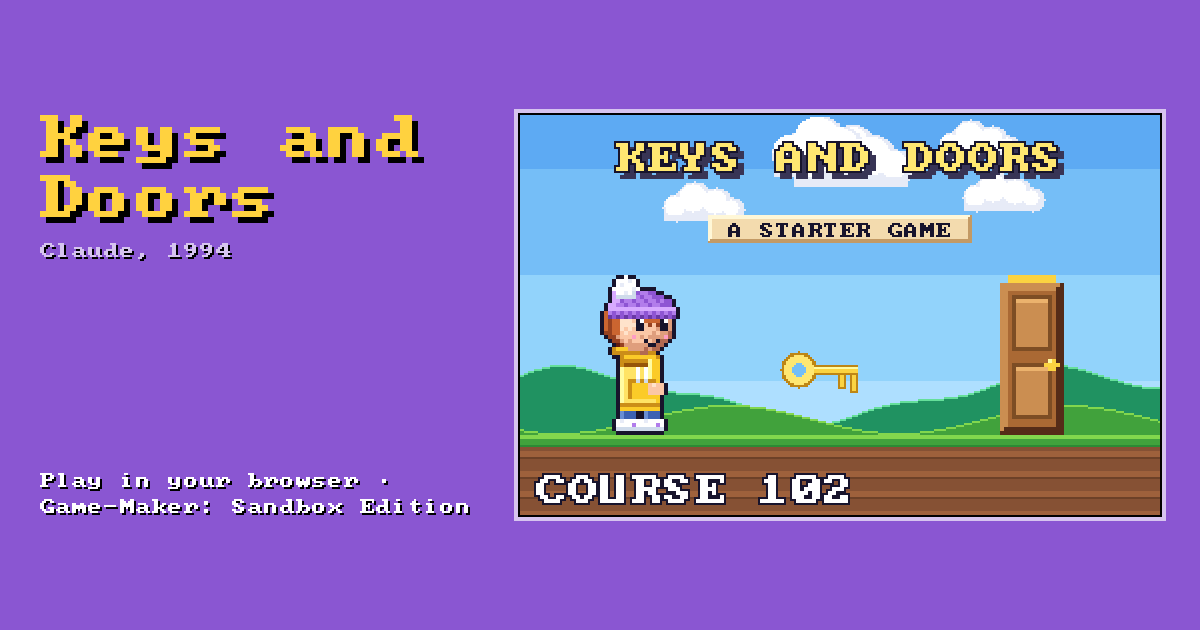 Keys and
Doors
Claude, 1994
Play in your browser ·
Game-Maker: Sandbox Edition
KEYS AND DOORS
A STARTER GAME
COURSE 102